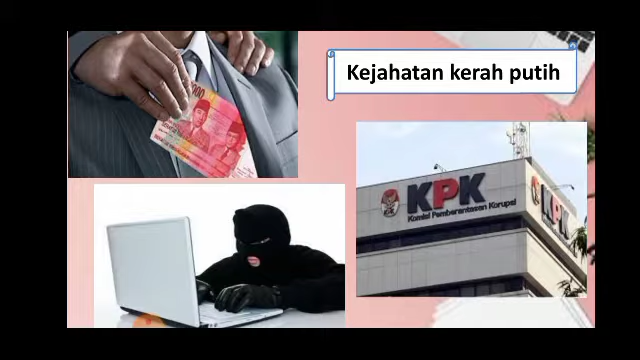 Kejahatan kerah putih
KPK
Komisi Pemberantasan Korupsi
KPK